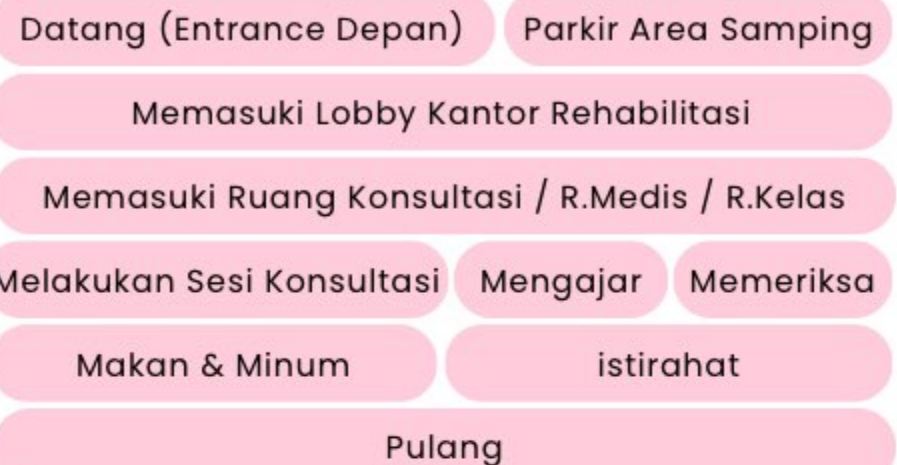 Datang (Entrance Depan) Parkir Area Samping
Memasuki Lobby Kantor Rehabilitasi
Memasuki Ruang Konsultasi / R.Medis / R.Kelas
Melakukan Sesi Konsultasi Mengajar Memeriksa
Makan & Minum istirahat
Pulang